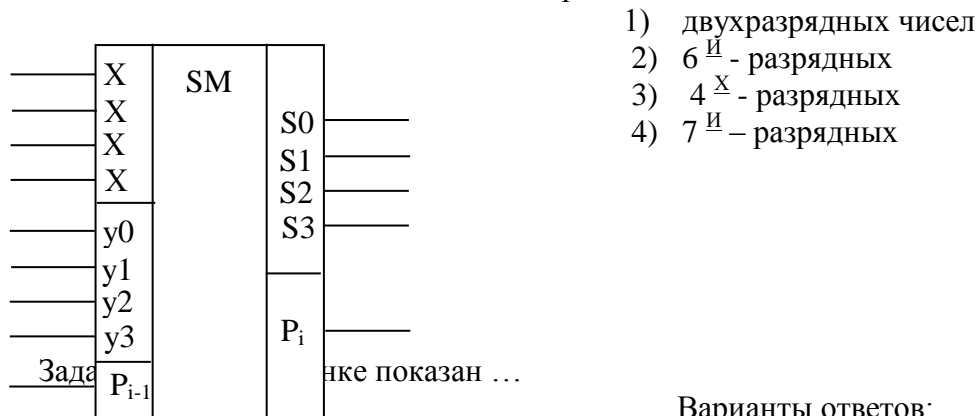 1) двухразрядных чисел
2) 6 И - разрядных
3) 4 Х - разрядных
4) 7 И – разрядных
X
X
X
X
SM
S0
S1
S2
S3
y0
y1
y2
y3
Pi
Pi-1
Зада нке показан …
Варианты ответов: